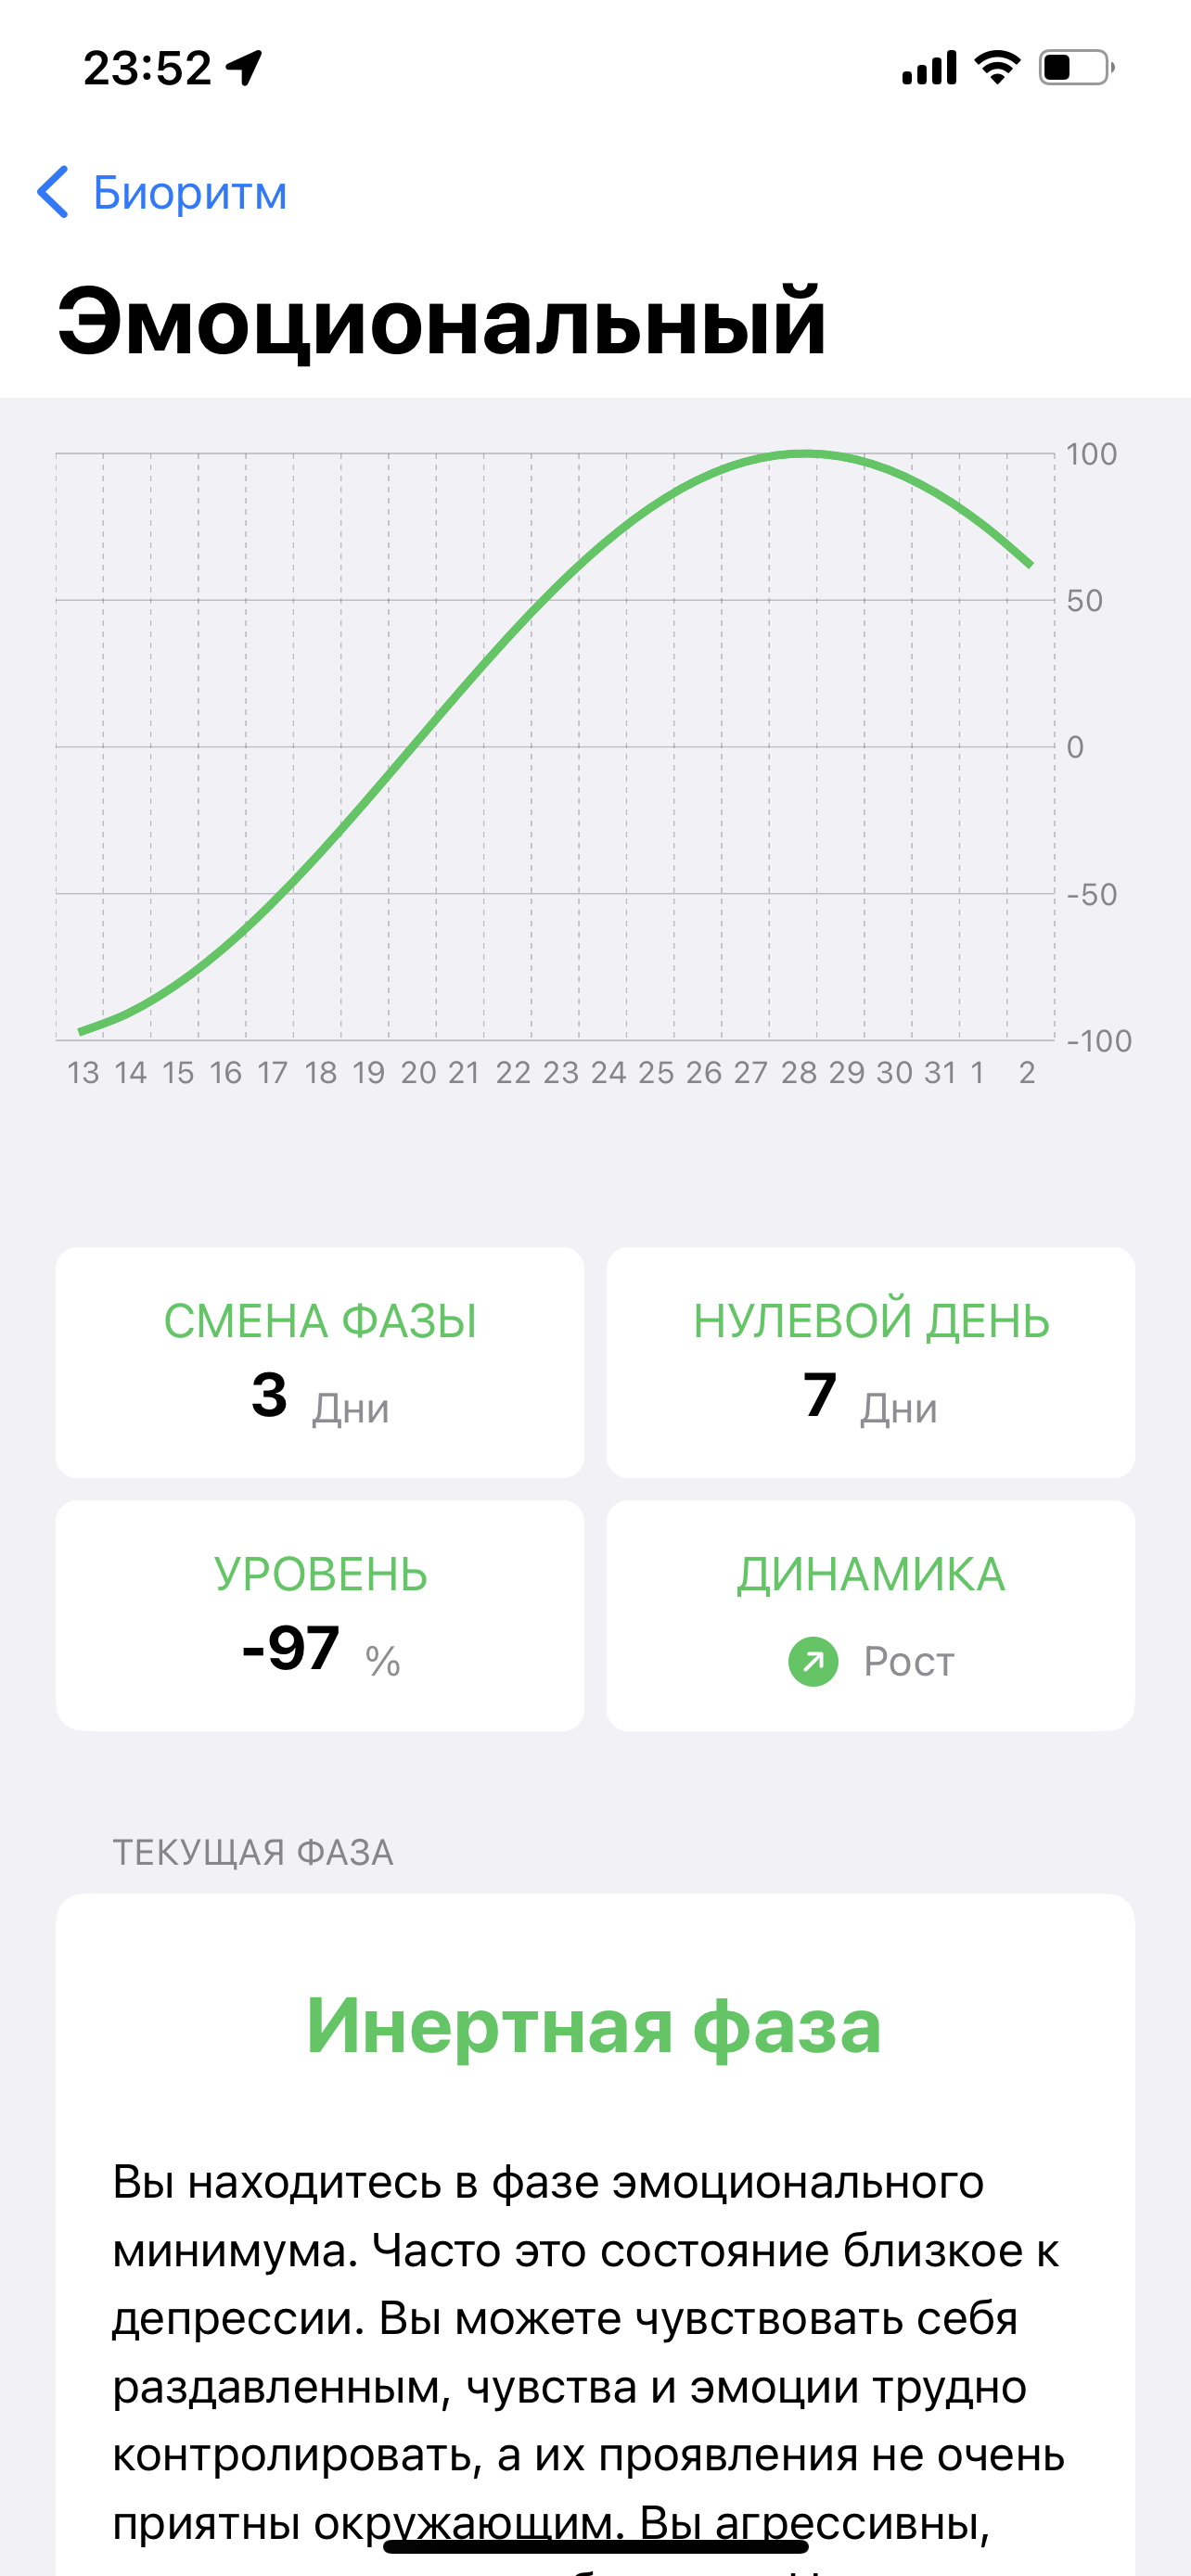 23:52
Биоритм
Эмоциональный
100
50
0
-50
-100
13 14 15 16 17 18 19 20 21 22 23 24 25 26 27 28 29 30 31 1 2
СМЕНА ФАЗЫ
3 Дни
НУЛЕВОЙ ДЕНЬ
7 Дни
УРОВЕНЬ
-97 %
ДИНАМИКА
Рост
ТЕКУЩАЯ ФАЗА
Инертная фаза
Вы находитесь в фазе эмоционального
минимума. Часто это состояние близкое к
депрессии. Вы можете чувствовать себя
раздавленным, чувства и эмоции трудно
контролировать, а их проявления не очень
приятны окружающим. Вы агрессивны,